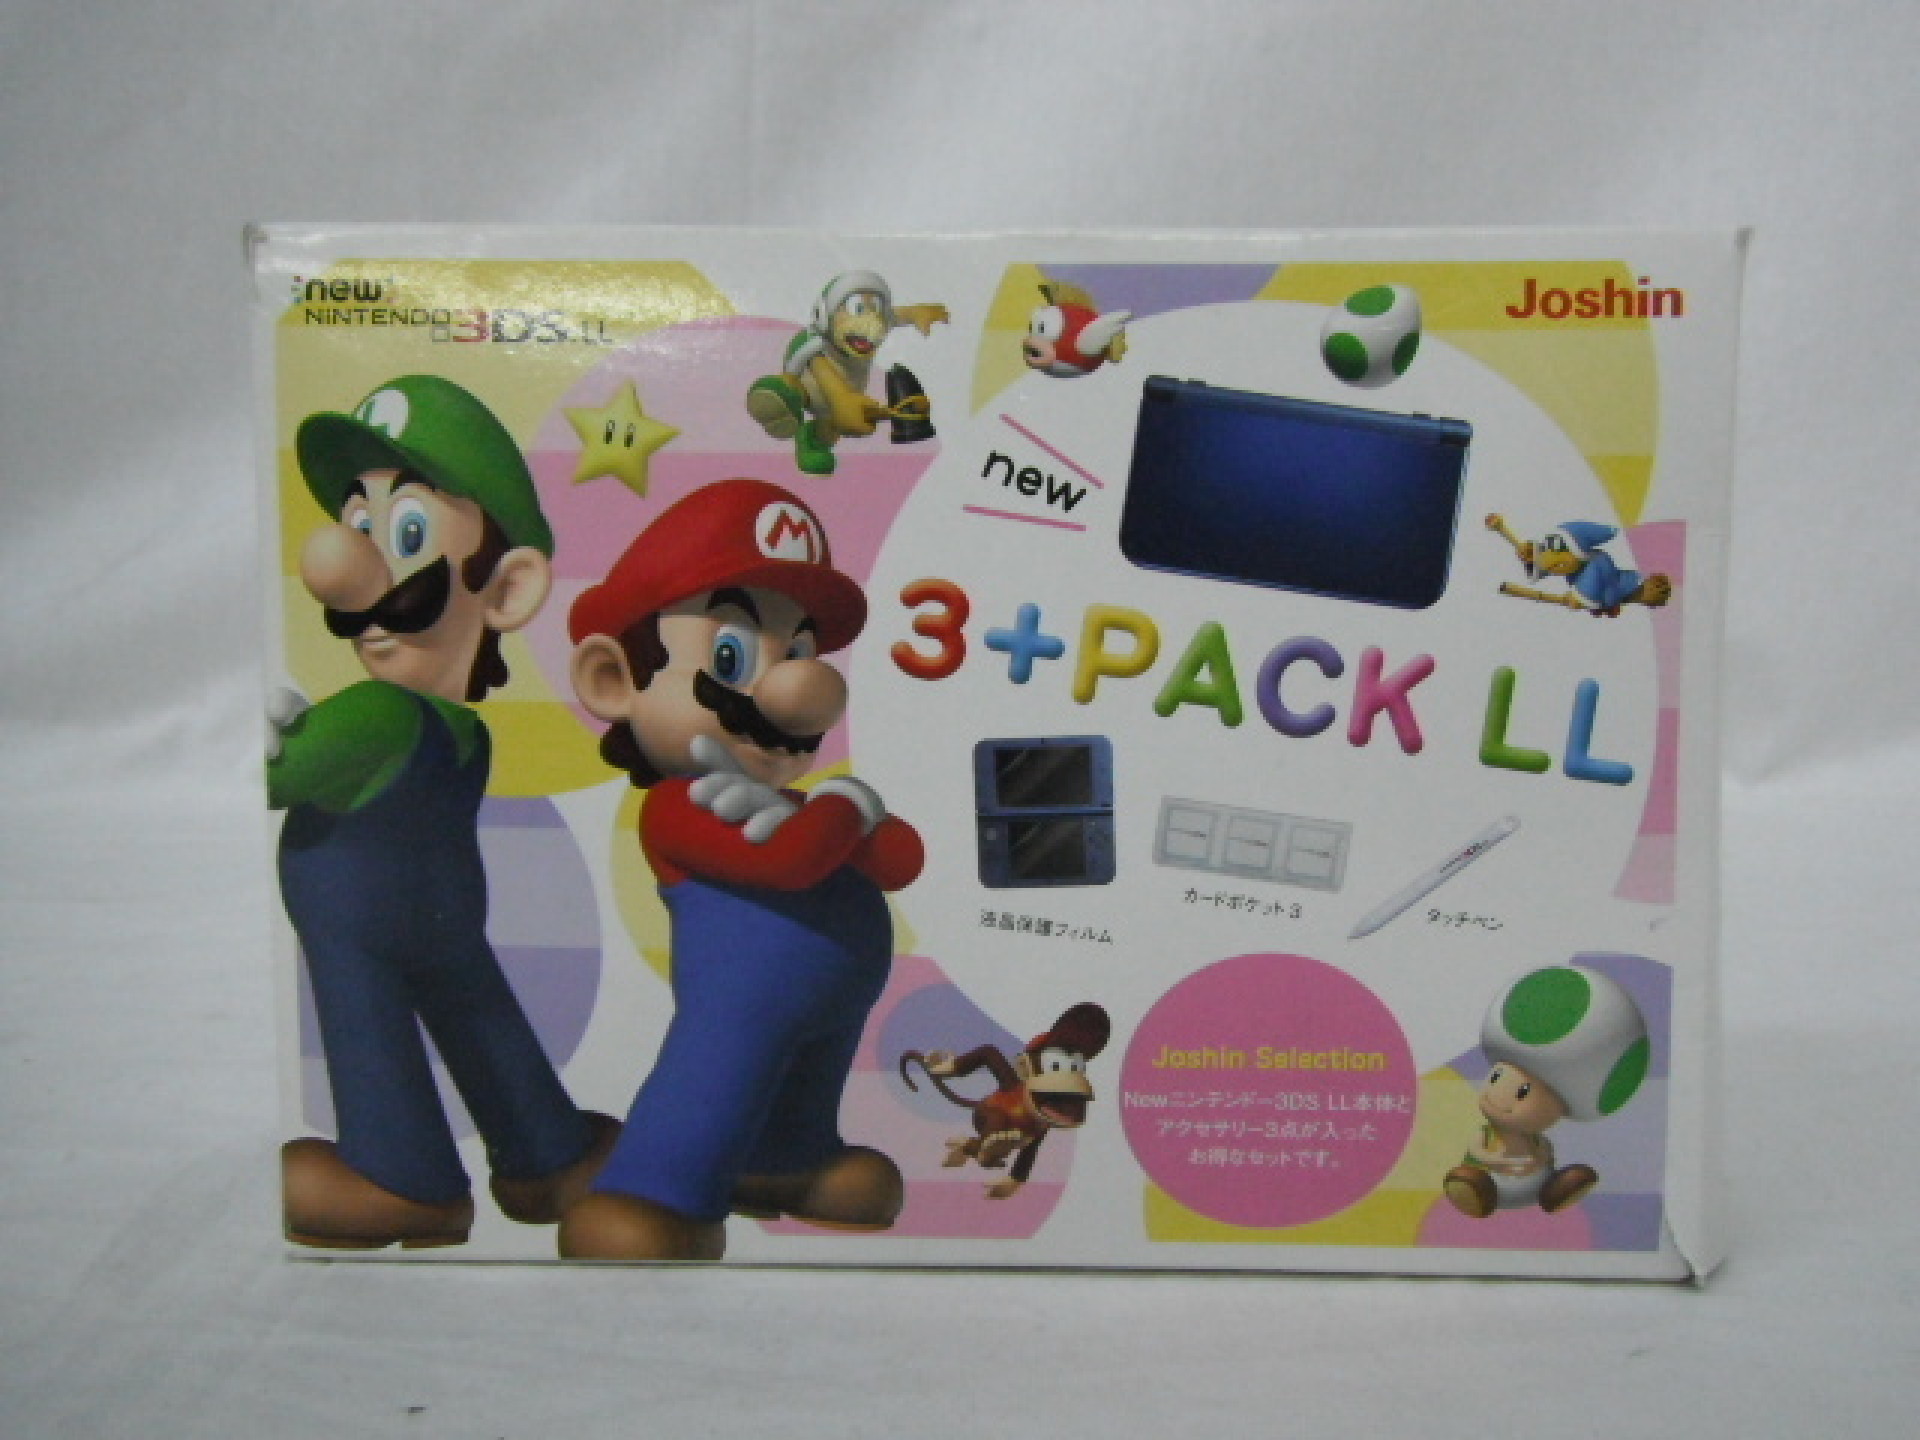 new
NINTENDO 3DS LL
Joshin
M
new
3+PACK LL
液晶保護フィルム
カードポケット3
タッチペン
Joshin Selection
Newニンテンドー3DS LL本体と
アクセサリー3点が入った
お得なセットです。